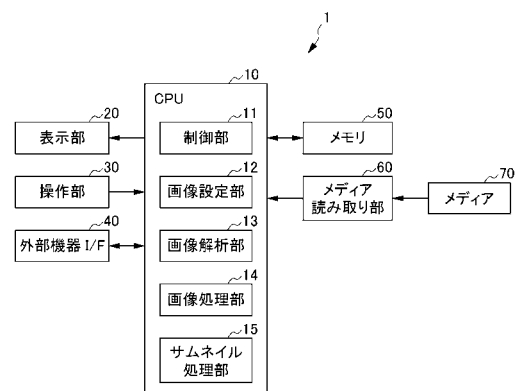 1
10
CPU
20
表示部
30
操作部
40
外部機器 I/F
11
制御部
12
画像設定部
13
画像解析部
14
画像処理部
15
サムネイル
処理部
50
メモリ
60
メディア
読み取り部
70
メディア